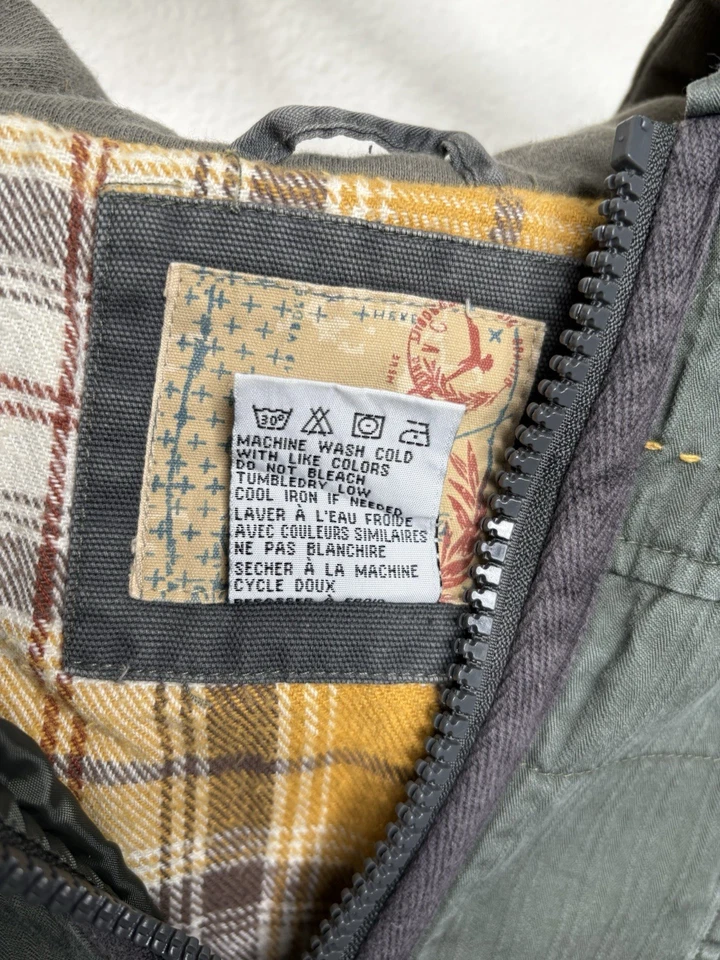 30°
MACHINE WASH COLD
WITH LIKE COLORS
DO NOT BLEACH
TUMBLEDRY LOW
COOL IRON IF NEEDED
LAVER À L'EAU FROIDE
AVEC COULEURS SIMILAIRES
NE PAS BLANCHIRE
SECHER À LA MACHINE
CYCLE DOUX